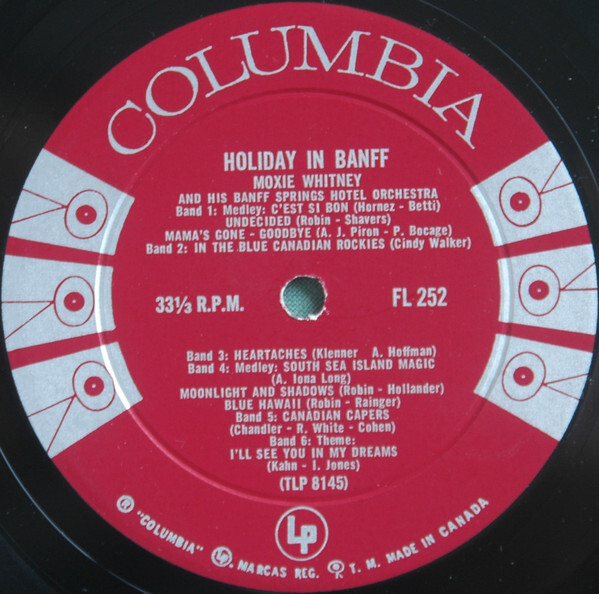 COLUMBIA
HOLIDAY IN BANFF
MOXIE WHITNEY
AND HIS BANFF SPRINGS HOTEL ORCHESTRA
Band 1: Medley: C'EST SI BON (Hornez - Betti)
UNDECIDED (Robin - Shavers)
MAMA'S GONE - GOODBYE (A. J. Piron - P. Bocage)
Band 2: IN THE BLUE CANADIAN ROCKIES (Cindy Walker)
33⅓ R.P.M.
FL 252
Band 3: HEARTACHES (Klenner A. Hoffman)
Band 4: Medley: SOUTH SEA ISLAND MAGIC
(A. Iona Long)
MOONLIGHT AND SHADOWS (Robin - Hollander)
BLUE HAWAII (Robin - Rainger)
Band 5: CANADIAN CAPERS
(Chandler - R. White - Cohen)
Band 6: Theme:
I'LL SEE YOU IN MY DREAMS
(Kahn - I. Jones)
(TLP 8145)
Lp
® "COLUMBIA" Lp. MARCAS REG. T. M. MADE IN CANADA